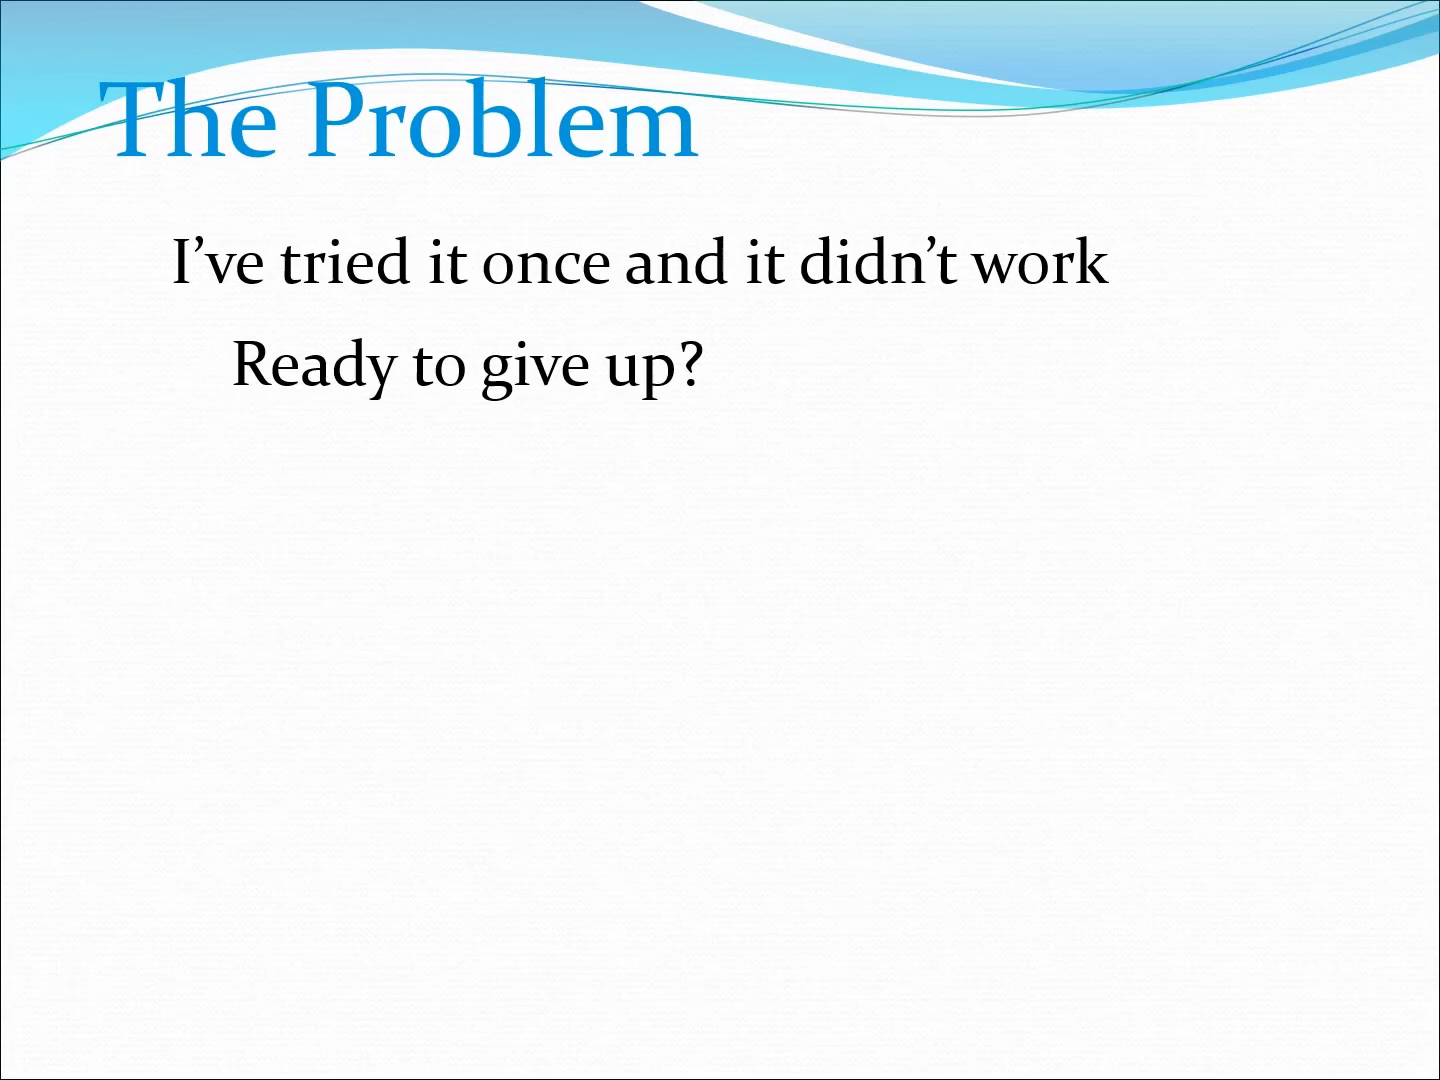 The Problem
I’ve tried it once and it didn’t work
Ready to give up?